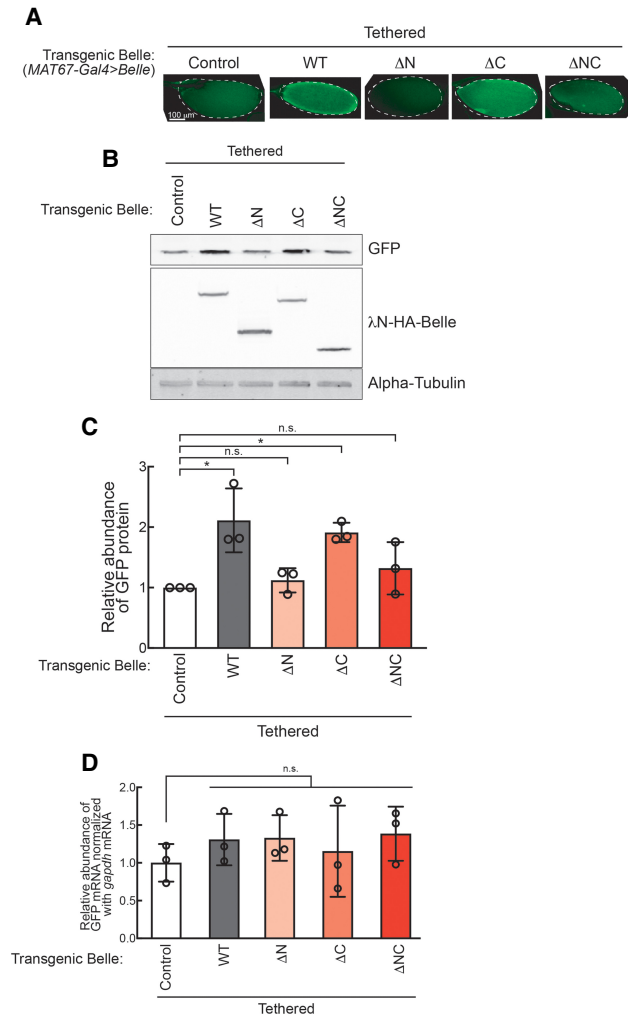 A
Tethered
Transgenic Belle:
(MAT67-Gal4>Belle)
Control
WT
ΔN
ΔC
ΔNC
100 μm
B
Tethered
Transgenic Belle:
Control
WT
ΔN
ΔC
ΔNC
GFP
λN-HA-Belle
Alpha-Tubulin
C
n.s.
*
n.s.
*
Relative abundance
of GFP protein
3
2
1
0
Transgenic Belle:
Control
WT
ΔN
ΔC
ΔNC
Tethered
D
n.s.
Relative abundance of
GFP mRNA normalized
with gapdh mRNA
2.0
1.5
1.0
0.5
0.0
Transgenic Belle:
Control
WT
ΔN
ΔC
ΔNC
Tethered